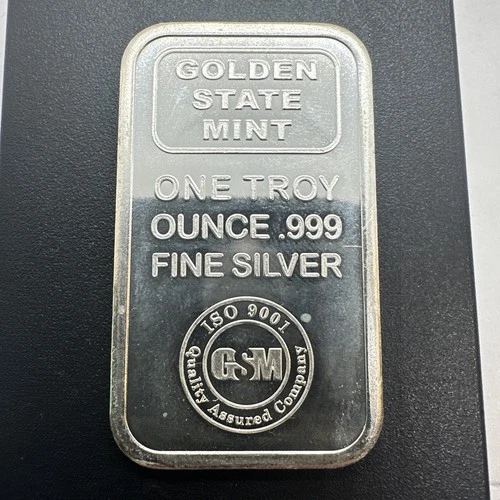 GOLDEN
STATE
MINT
ONE TROY
OUNCE .999
FINE SILVER
ISO 9001
GSM
Quality Assured Company